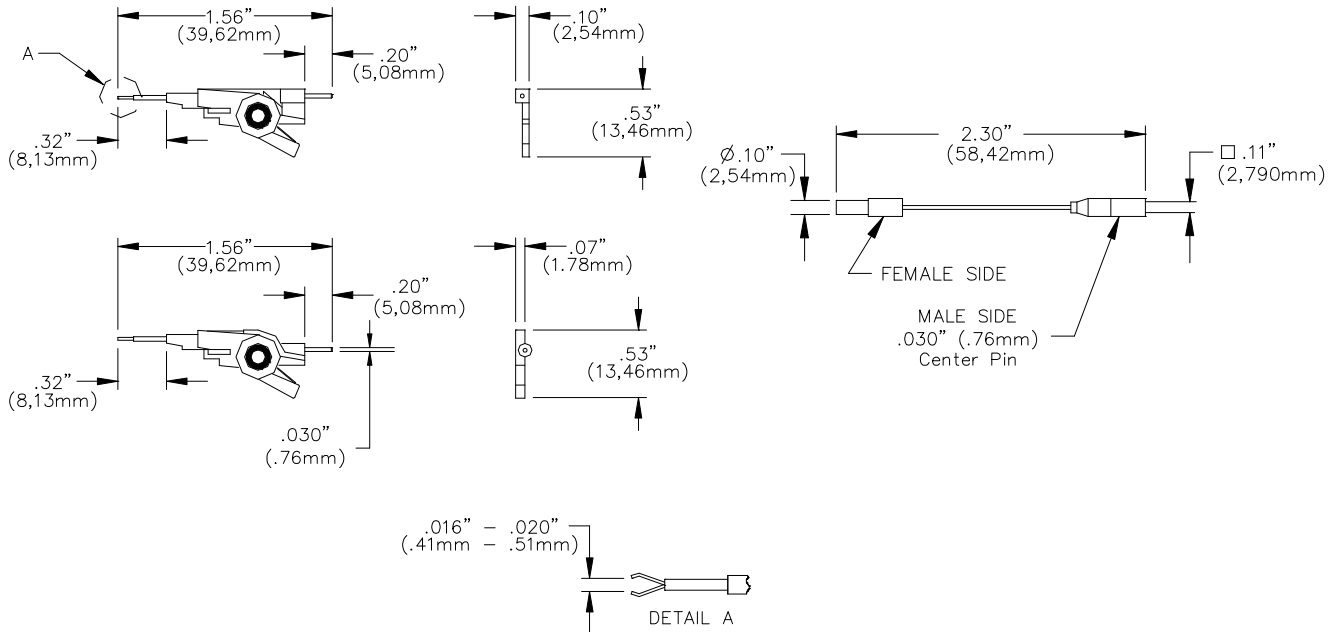 1.56”
(39,62mm)
A
.20”
(5,08mm)
.32”
(8,13mm)
.10”
(2,54mm)
.53”
(13,46mm)
2.30”
(58,42mm)
Ø.10”
(2,54mm)
□ .11”
(2,790mm)
FEMALE SIDE
MALE SIDE
.030” (.76mm)
Center Pin
1.56”
(39,62mm)
.20”
(5,08mm)
.32”
(8,13mm)
.030”
(.76mm)
.07”
(1.78mm)
.53”
(13,46mm)
.016” – .020”
(.41mm – .51mm)
DETAIL A